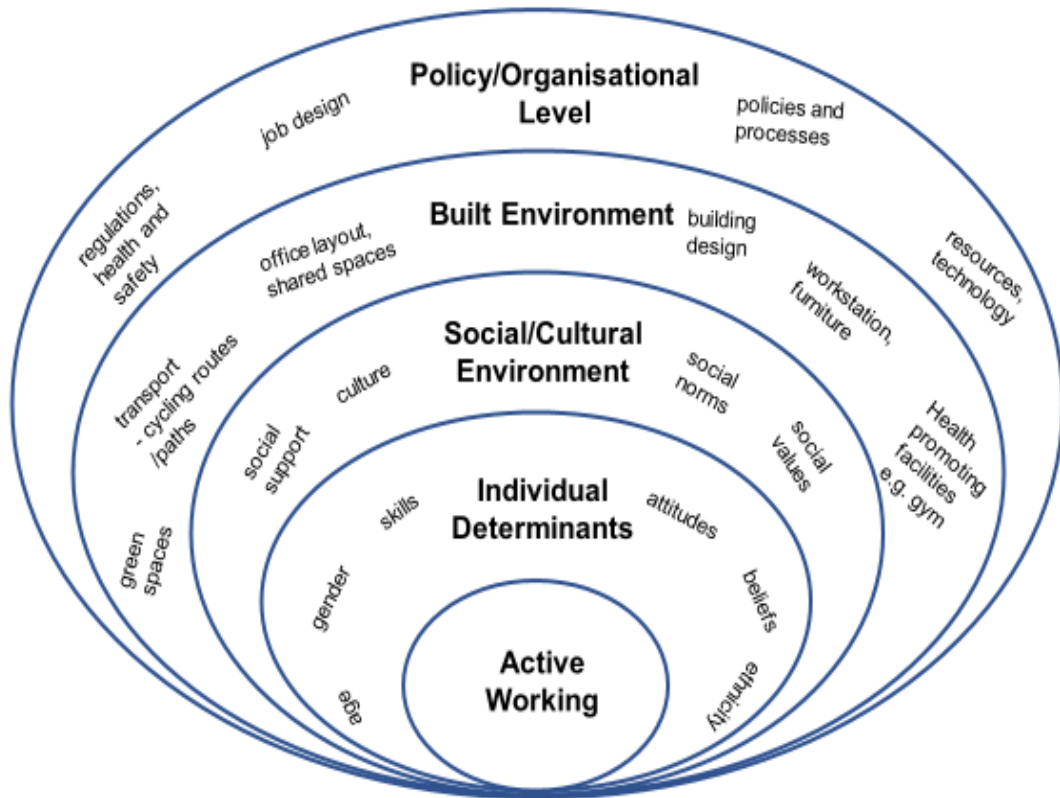 Policy/Organisational
Level
job design
policies and
processes
regulations,
health and
safety
resources,
technology
Built Environment
office layout,
shared spaces
building
design
workstation,
furniture
transport
- cycling routes
/paths
green
spaces
Health
promoting
facilities
e.g. gym
Social/Cultural
Environment
culture
social
support
social
norms
social
values
Individual
Determinants
skills
attitudes
gender
beliefs
age
ethnicity
Active
Working